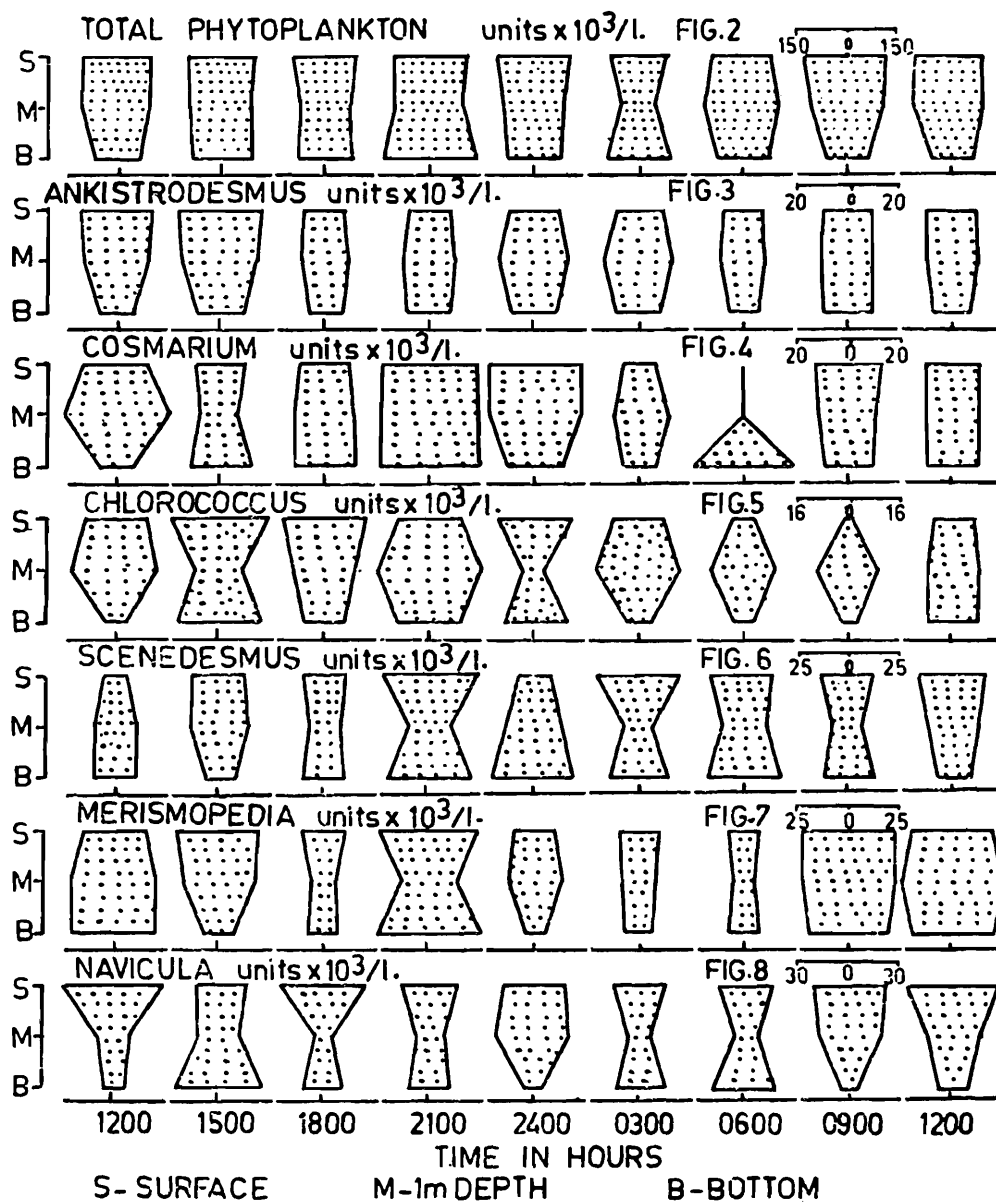 TOTAL PHYTOPLANKTON units x 10³/l. FIG.2
150 0 150
S
M
B
ANKISTRODESMUS units x 10³/l. FIG.3
20 0 20
S
M
B
COSMARIUM units x 10³/l. FIG.4
20 0 20
S
M
B
CHLOROCOCCUS units x 10³/l. FIG.5
16 0 16
S
M
B
SCENEDESMUS units x 10³/l. FIG.6
25 0 25
S
M
B
MERISMOPEDIA units x 10³/l. FIG.7
25 0 25
S
M
B
NAVICULA units x 10³/l. FIG.8
30 0 30
S
M
B
1200 1500 1800 2100 2400 0300 0600 0900 1200
TIME IN HOURS
S- SURFACE M-1m DEPTH B-BOTTOM